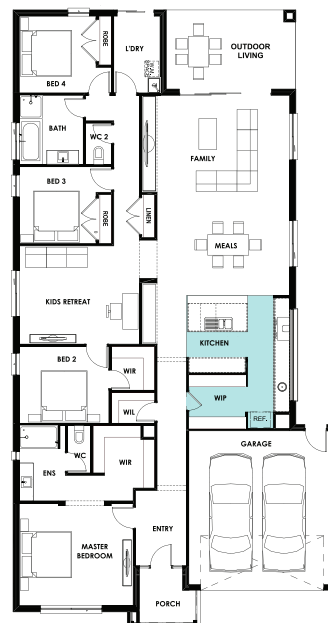 ROBE
L'DRY
W.M. SPACE
BED 4
OUTDOOR
LIVING
BATH
WC 2
FAMILY
BED 3
ROBE
LINEN
MEALS
KIDS RETREAT
KITCHEN
BED 2
WIR
WIL
WIP
REF.
WC
ENS
WIR
GARAGE
MASTER
BEDROOM
ENTRY
PORCH